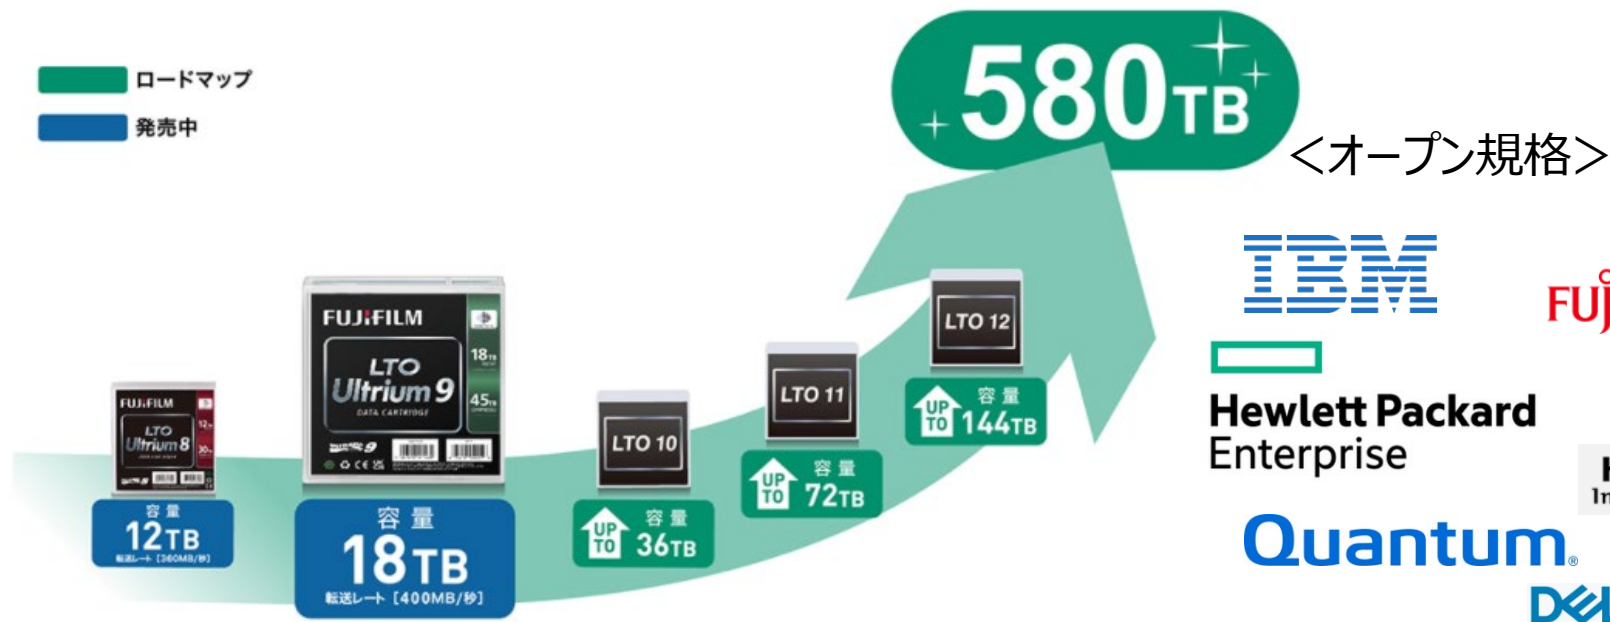 ロードマップ
発売中
580TB
<オープン規格>
IBM
FUJ
Hewlett Packard
Enterprise
Quantum®
DEL
FUJIFILM
LTO
Ultrium 8
12TB
容量
12TB
転送レート [360MB/秒]
FUJIFILM
LTO
Ultrium 9
DATA CARTRIDGE
18TB
45TB
容量
18TB
転送レート [400MB/秒]
LTO 10
UP TO
容量
36TB
LTO 11
UP TO
容量
72TB
LTO 12
UP TO
容量
144TB